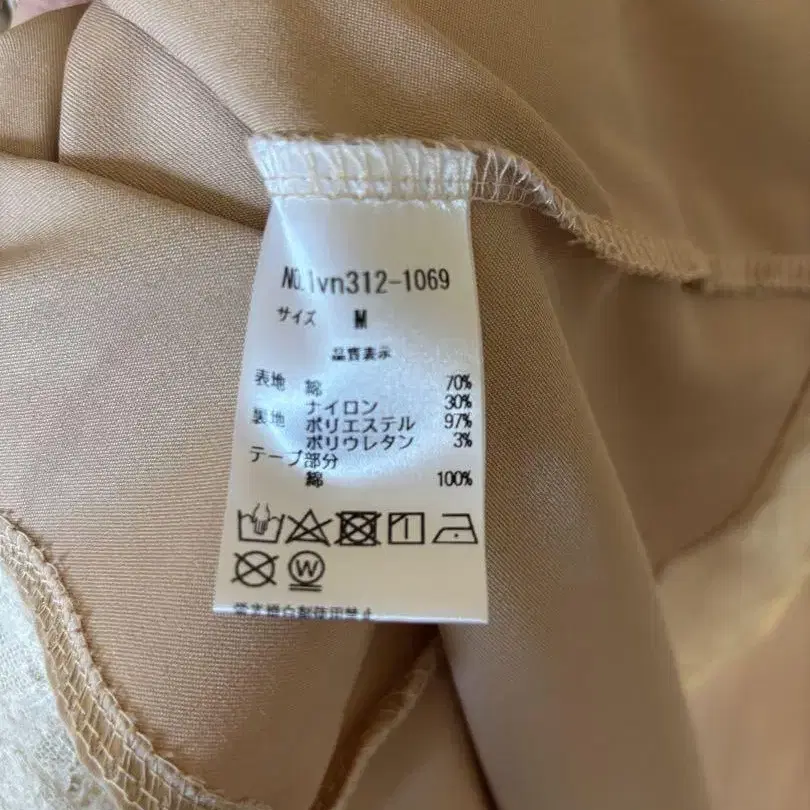 NO.1vn312-1069
サイズ M
品質表示
表地 綿 70%
ナイロン 30%
裏地 ポリエステル 97%
ポリウレタン 3%
テープ部分
綿 100%
W